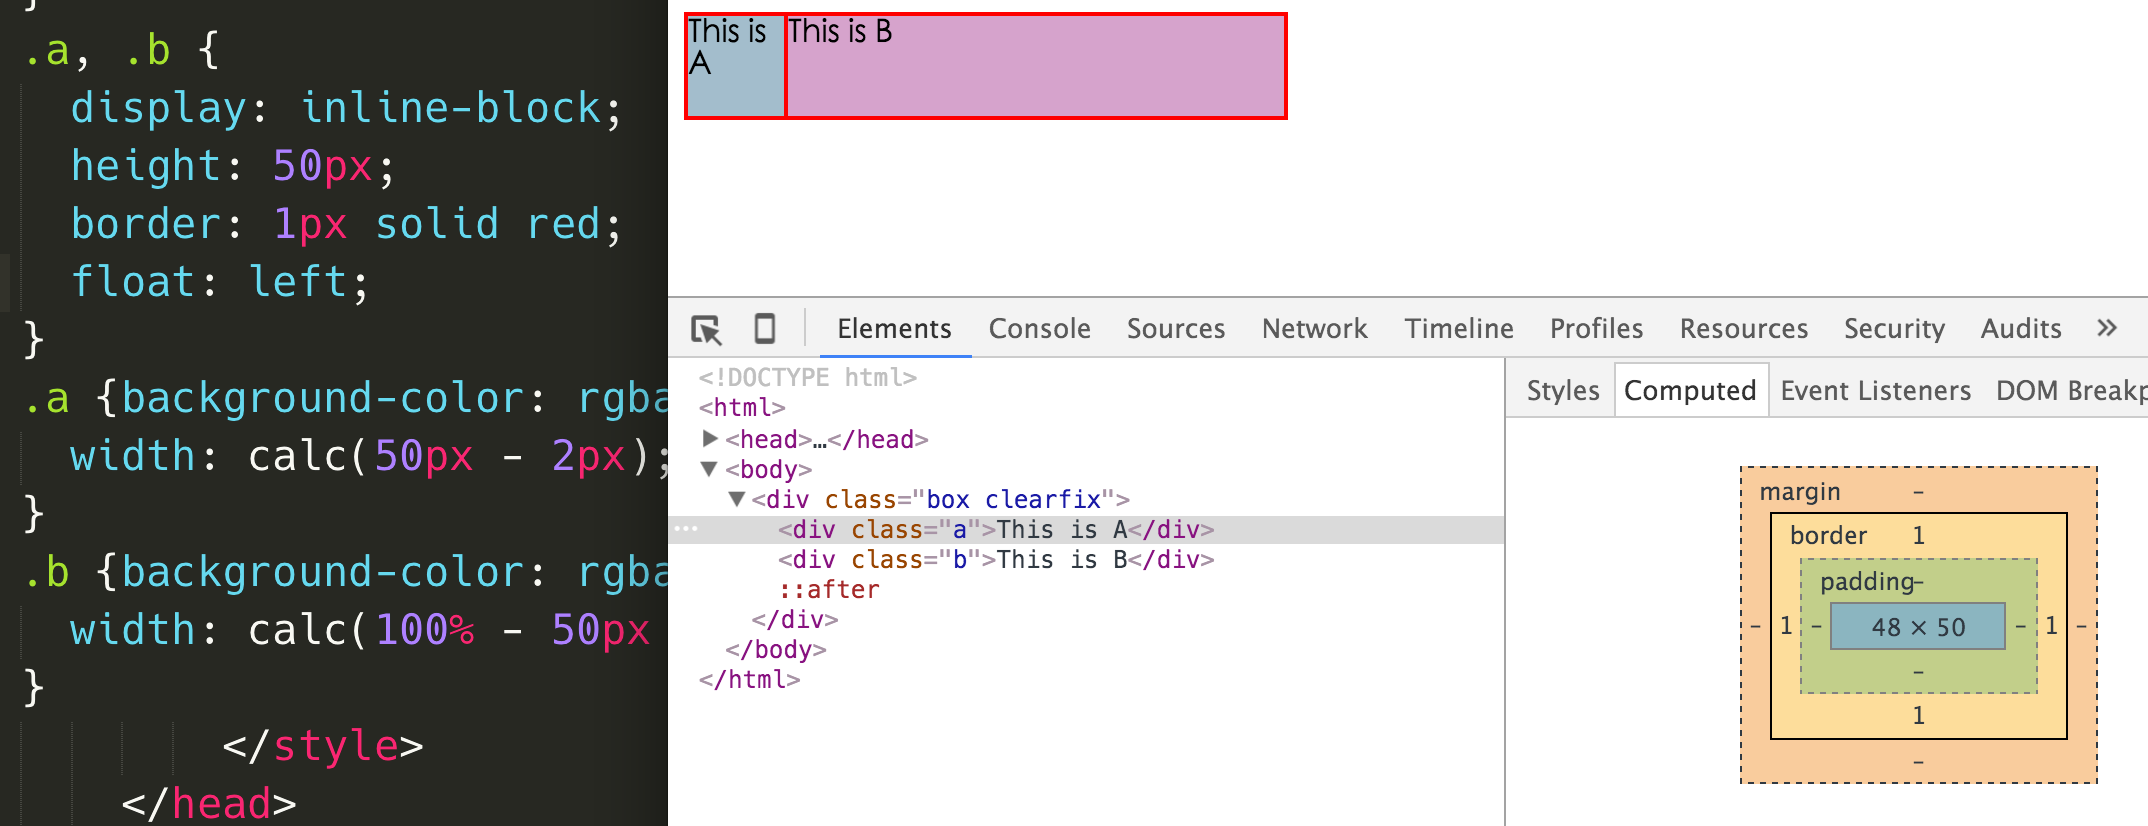 }
.a, .b {
display: inline-block;
height: 50px;
border: 1px solid red;
float: left;
}
.a {background-color: rgba
width: calc(50px - 2px);
}
.b {background-color: rgba
width: calc(100% - 50px
}
</style>
</head>
This is
A
This is B
Elements Console Sources Network Timeline Profiles Resources Security Audits »
<!DOCTYPE html>
<html>
<head>…</head>
<body>
<div class="box clearfix">
<div class="a">This is A</div>
<div class="b">This is B</div>
::after
</div>
</body>
</html>
Styles Computed Event Listeners DOM Breakp
margin -
border 1
padding -
- 1 - 48 × 50 - 1 -
-
1
-